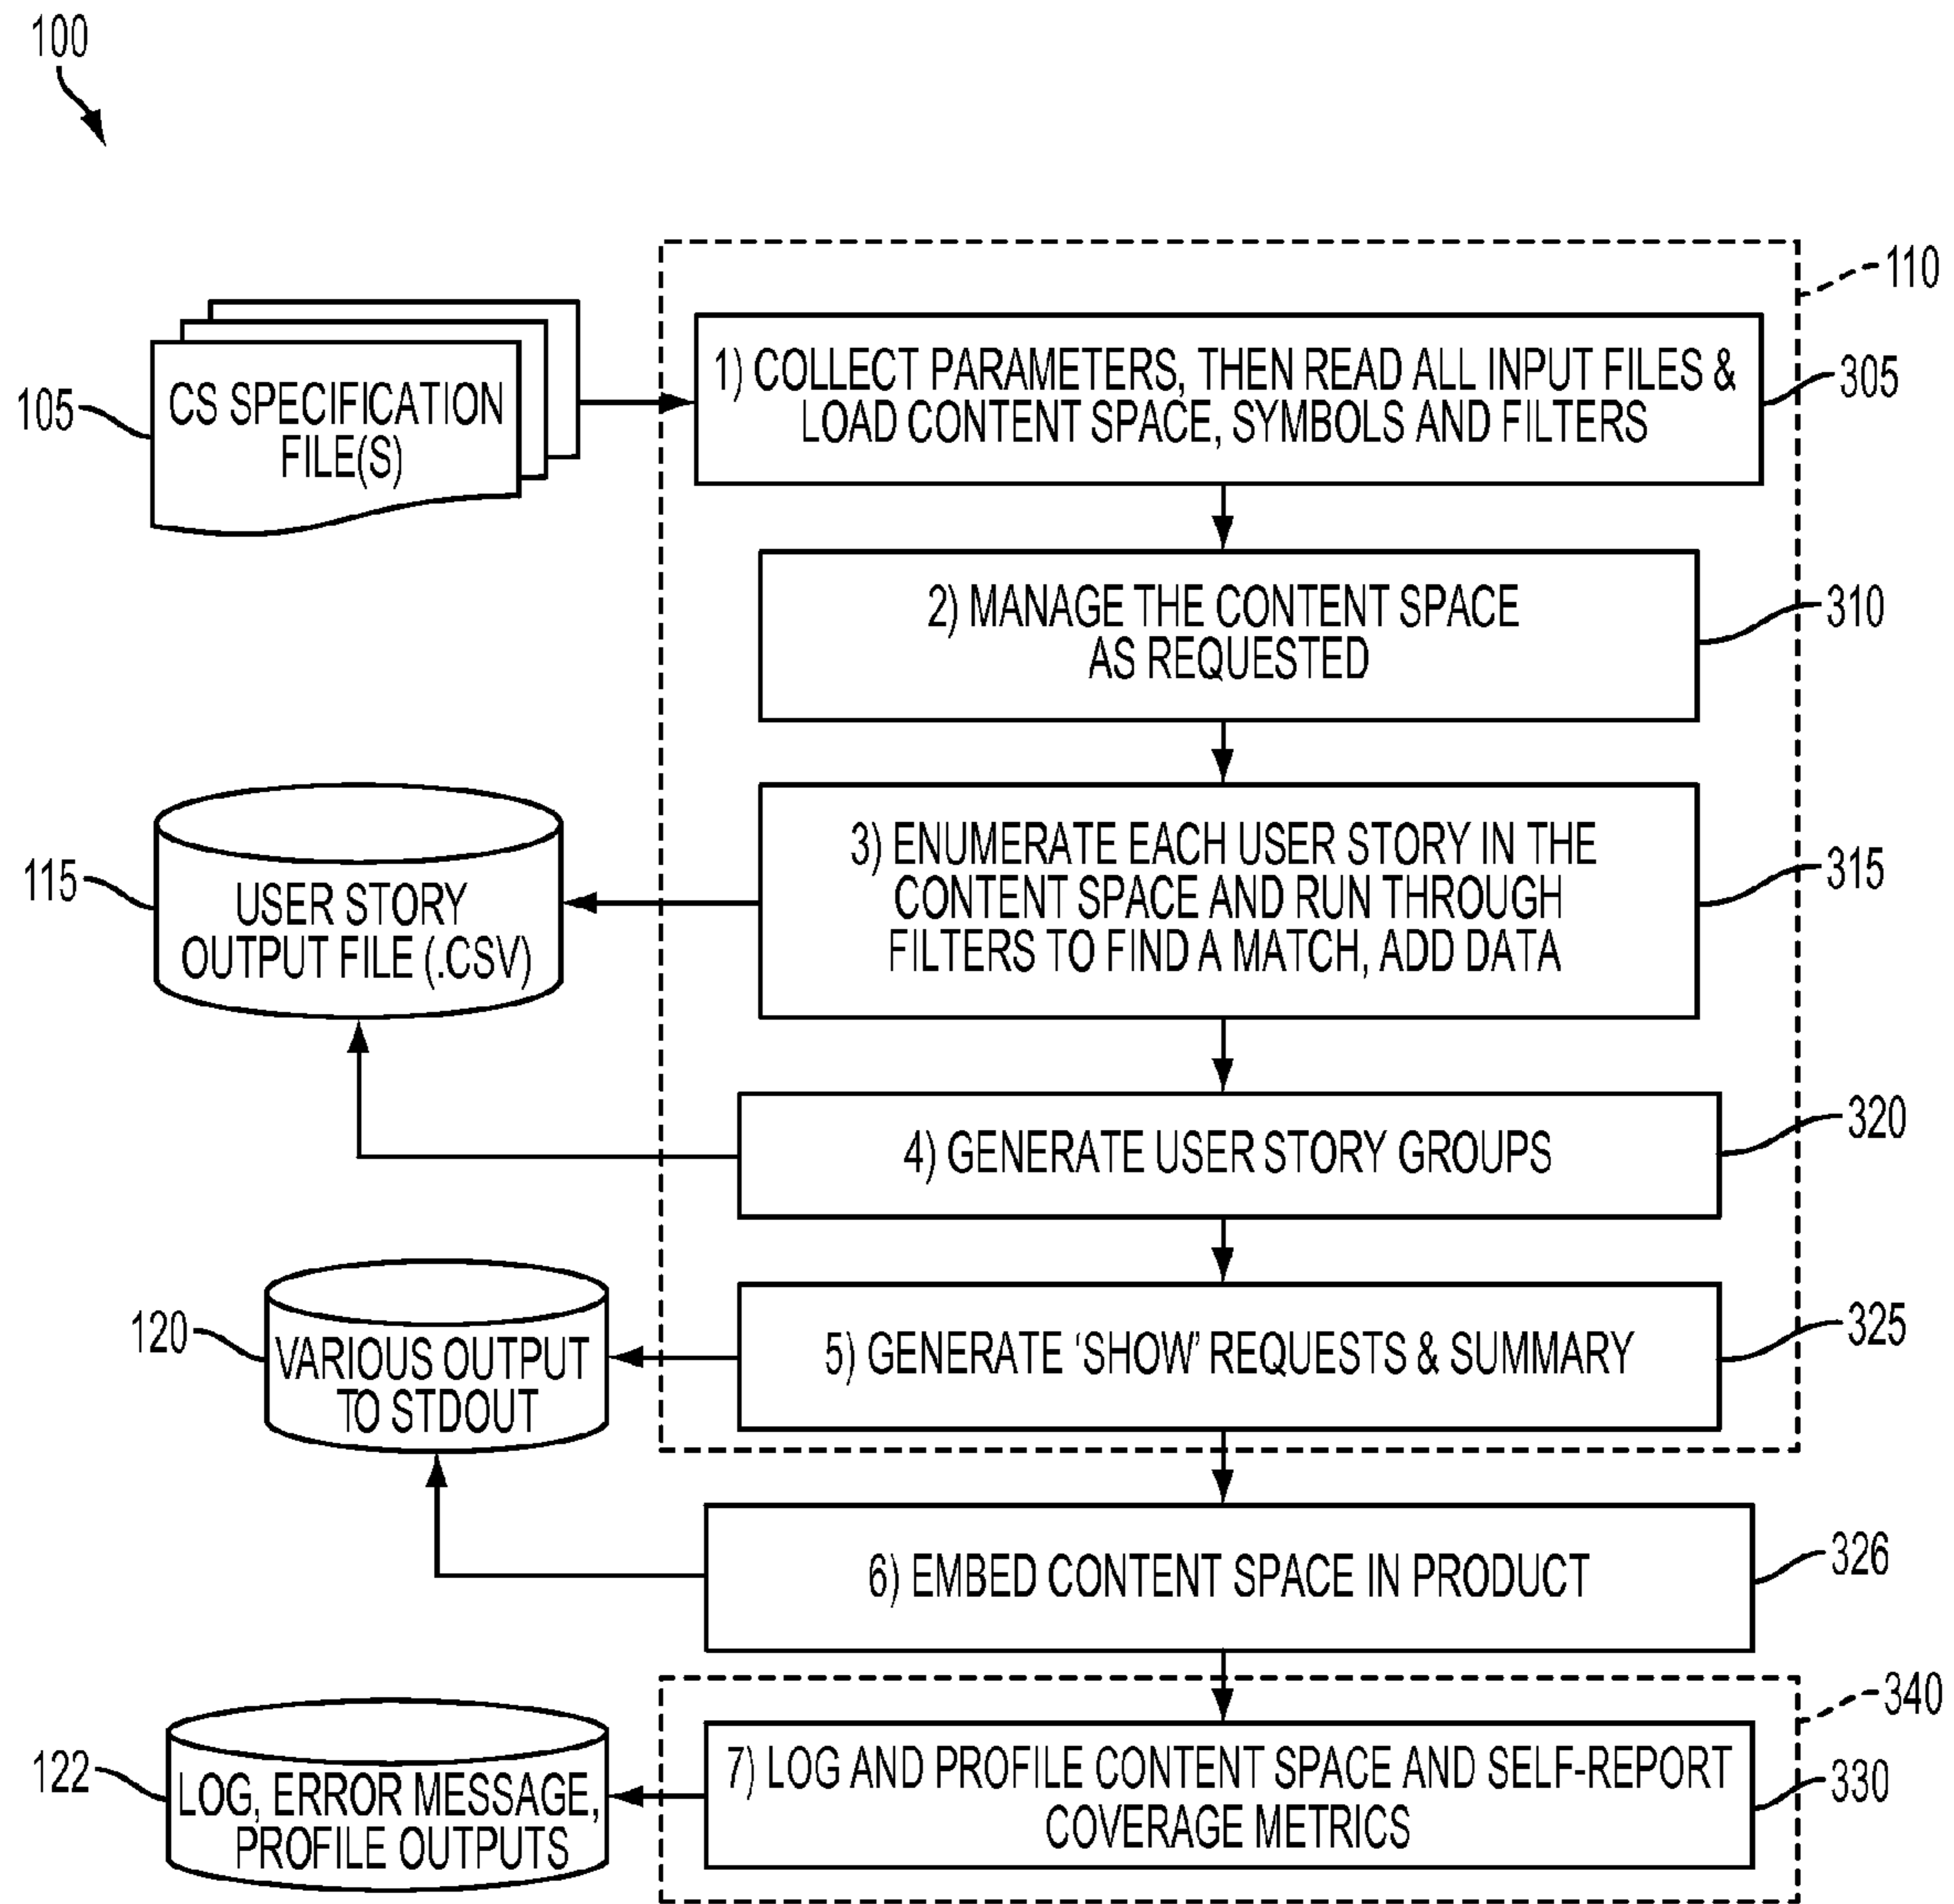 100
110
CS SPECIFICATION
FILE(S)
105
1) COLLECT PARAMETERS, THEN READ ALL INPUT FILES &
LOAD CONTENT SPACE, SYMBOLS AND FILTERS
305
2) MANAGE THE CONTENT SPACE
AS REQUESTED
310
3) ENUMERATE EACH USER STORY IN THE
CONTENT SPACE AND RUN THROUGH
FILTERS TO FIND A MATCH, ADD DATA
315
115
USER STORY
OUTPUT FILE (.CSV)
4) GENERATE USER STORY GROUPS
320
120
VARIOUS OUTPUT
TO STDOUT
5) GENERATE 'SHOW' REQUESTS & SUMMARY
325
6) EMBED CONTENT SPACE IN PRODUCT
326
340
122
LOG, ERROR MESSAGE,
PROFILE OUTPUTS
7) LOG AND PROFILE CONTENT SPACE AND SELF-REPORT
COVERAGE METRICS
330